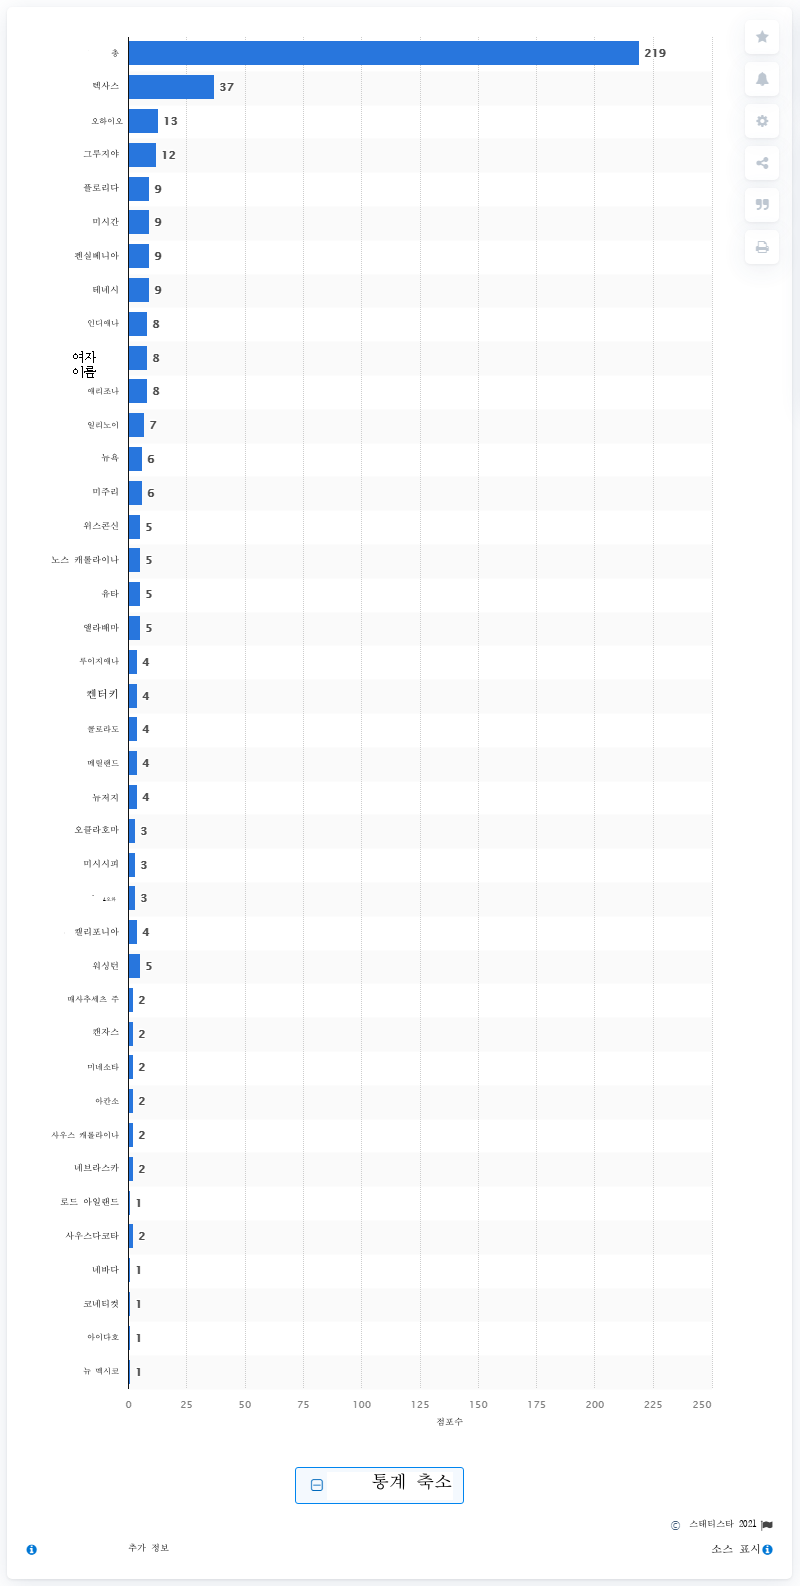 총 219
텍사스 37
오하이오 13
그루지야 12
플로리다 9
미시간 9
펜실베니아 9
테네시 9
인디애나 8
여자
이름 8
애리조나 8
일리노이 7
뉴욕 6
미주리 6
위스콘신 5
노스 캐롤라이나 5
유타 5
앨라배마 5
루이지애나 4
켄터키 4
콜로라도 4
메릴랜드 4
뉴저지 4
오클라호마 3
미시시피 3
3
캘리포니아 4
워싱턴 5
매사추세츠 주 2
캔자스 2
미네소타 2
아칸소 2
사우스 캐롤라이나 2
네브라스카 2
로드 아일랜드 1
사우스다코타 2
네바다 1
코네티컷 1
아이다호 1
뉴 멕시코 1
0 25 50 75 100 125 150 175 200 225 250
점포수
통계 축소
© 스태티스타 2021
추가 정보 소스 표시